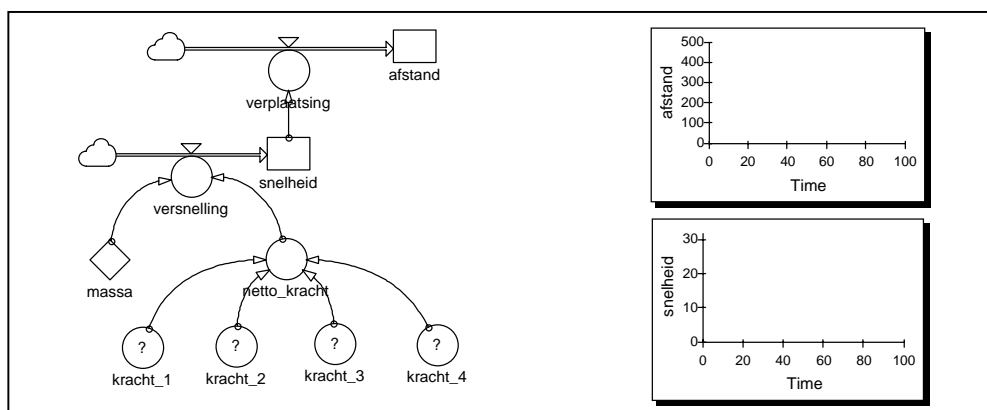 afstand
verplaatsing
snelheid
versnelling
massa
netto_kracht
? ? ? ?
kracht_1 kracht_2 kracht_3 kracht_4
afstand
500
400
300
200
100
0
0 20 40 60 80 100
Time
snelheid
30
20
10
0
0 20 40 60 80 100
Time